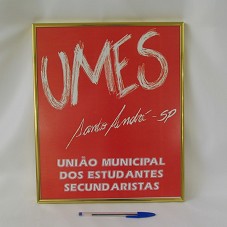 UMES
Santo André - SP
UNIÃO MUNICIPAL
DOS ESTUDANTES
SECUNDARISTAS